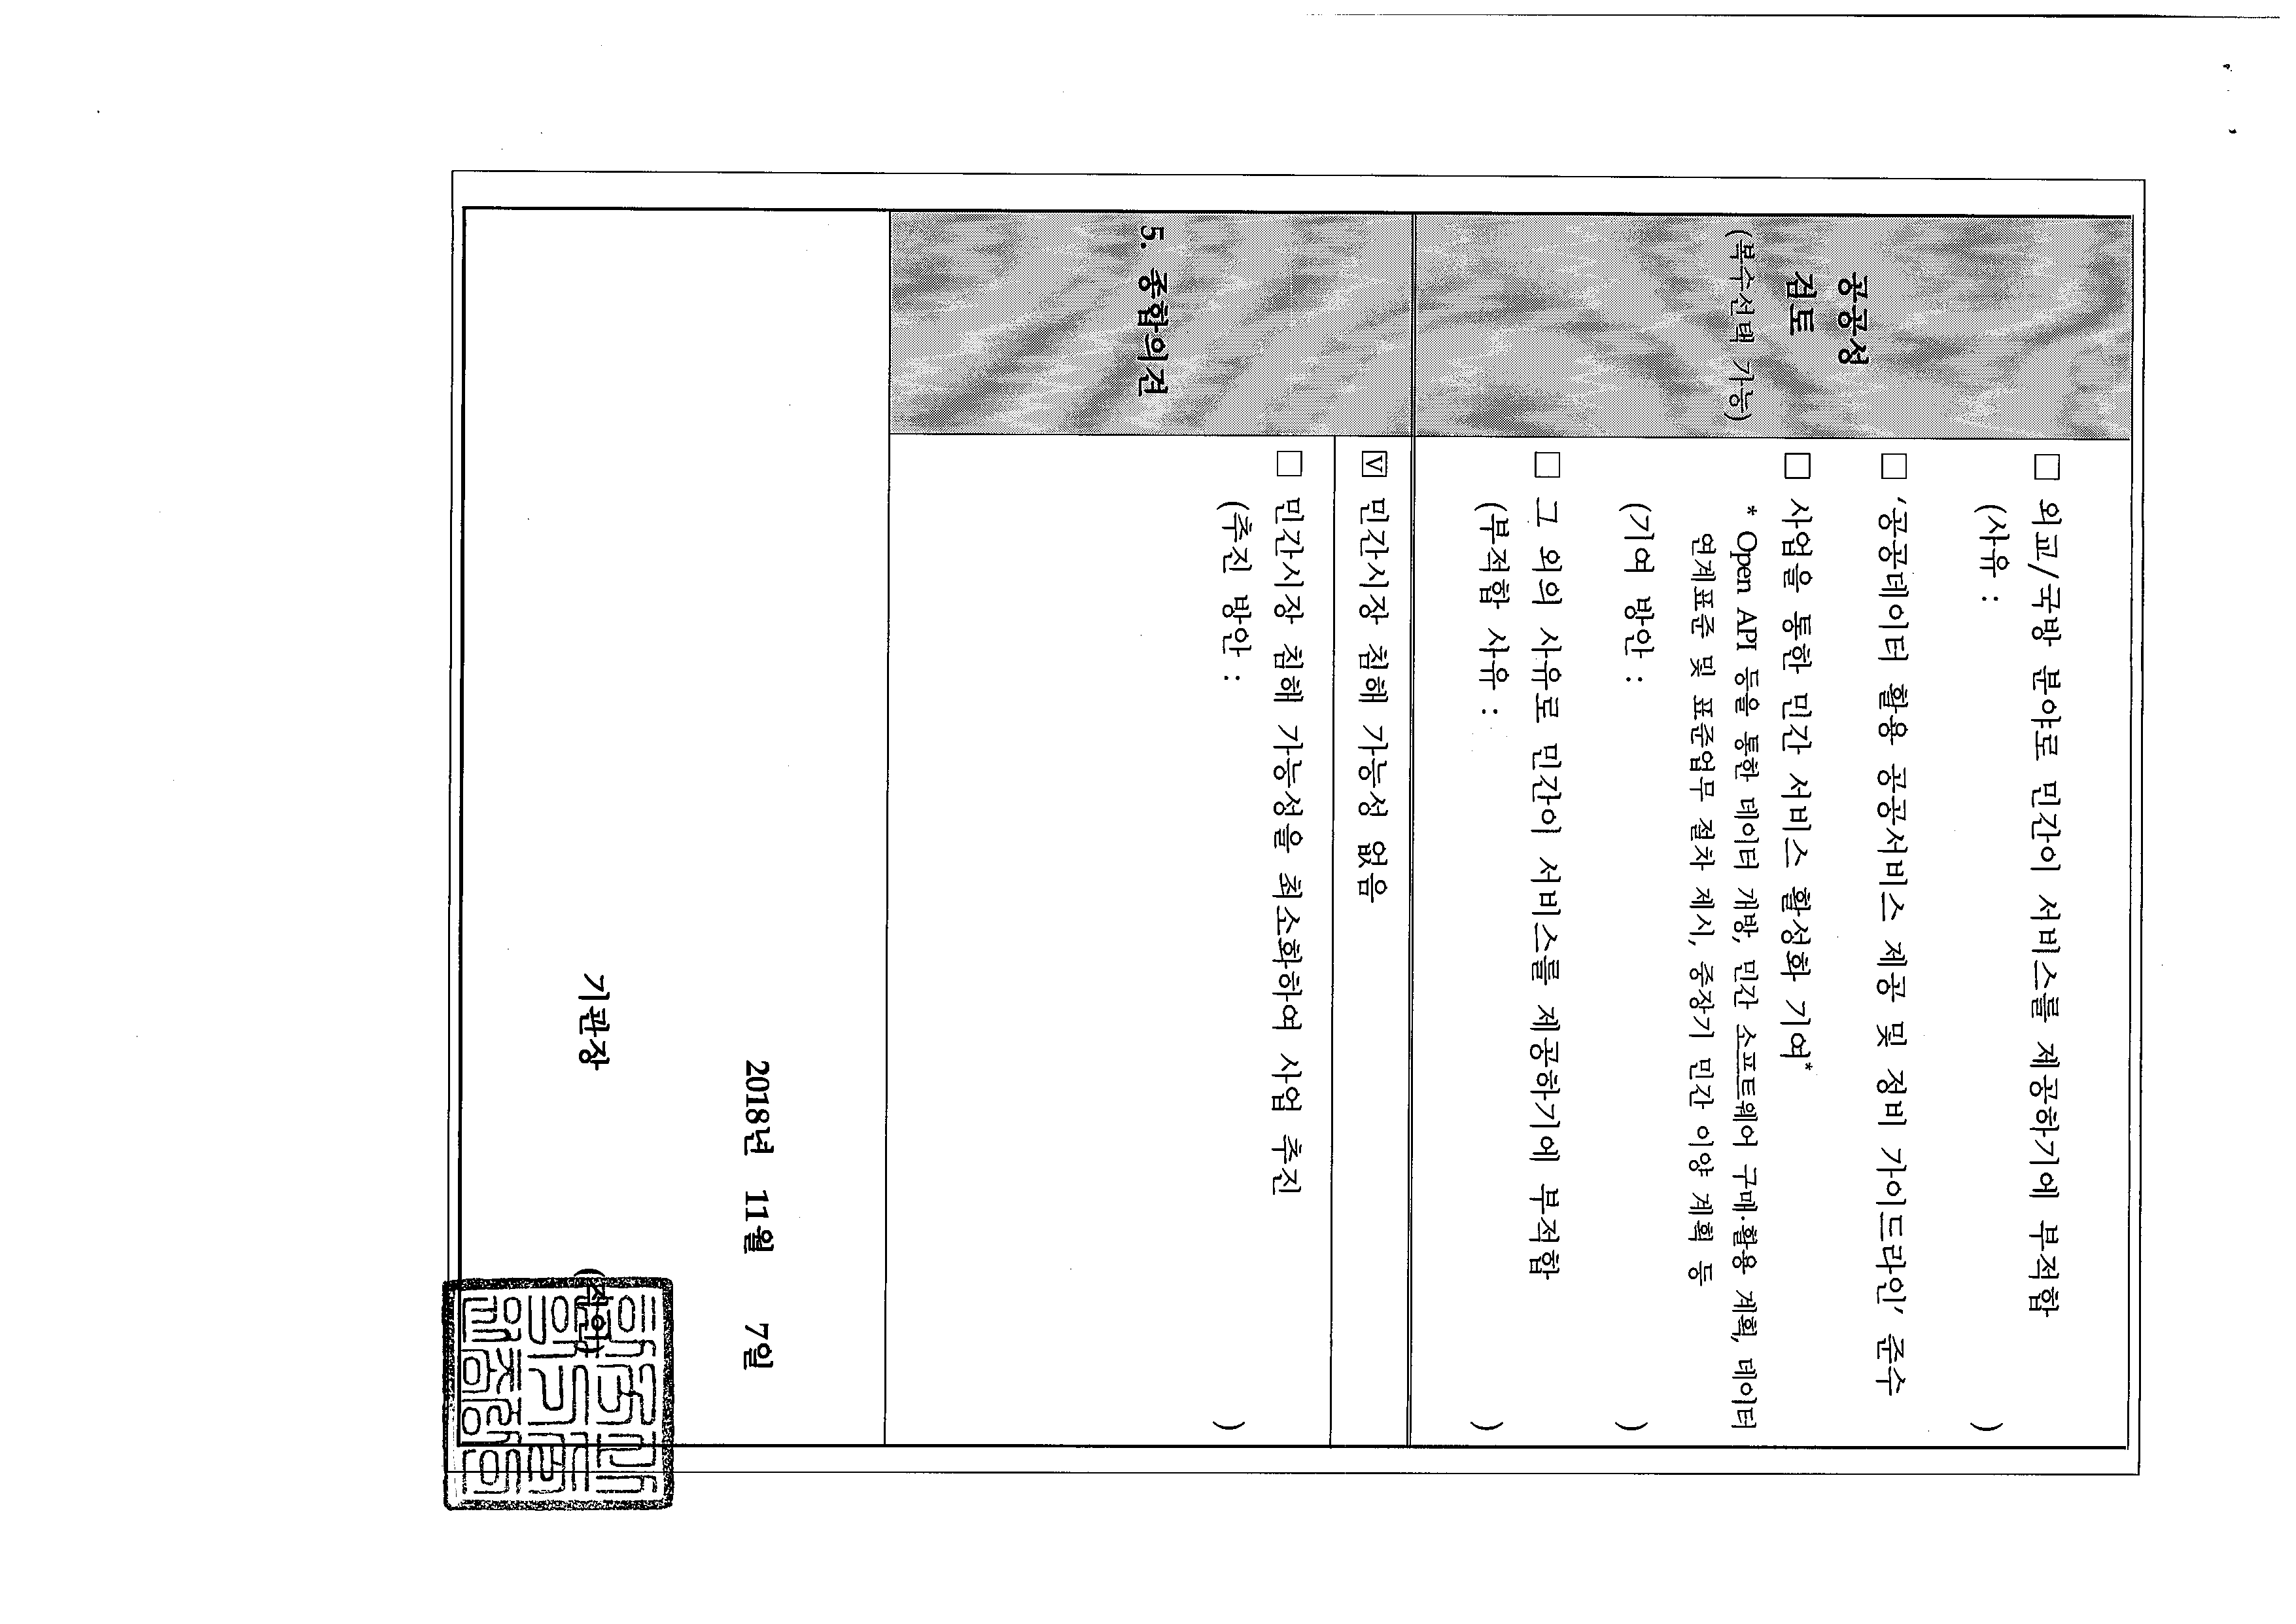 공공성
검토
(복수선택 가능)
□ 외교/국방 분야로 민간이 서비스를 제공하기에 부적합
(사유 : )
□ ‘공공데이터 활용 공공서비스 제공 및 정비 가이드라인’ 준수
□ 사업을 통한 민간 서비스 활성화 기여*
* Open API 등을 통한 데이터 개방, 민간 소프트웨어 구매·활용 계획, 데이터
연계표준 및 표준업무 절차 제시, 중장기 민간 이양 계획 등
(기여 방안 : )
□ 그 외의 사유로 민간이 서비스를 제공하기에 부적합
(부적합 사유 : )
5. 종합의견
☑ 민간시장 침해 가능성 없음
□ 민간시장 침해 가능성을 최소화하여 사업 추진
(추진 방안 : )
2018년 11월 7일
기관장 (직인)